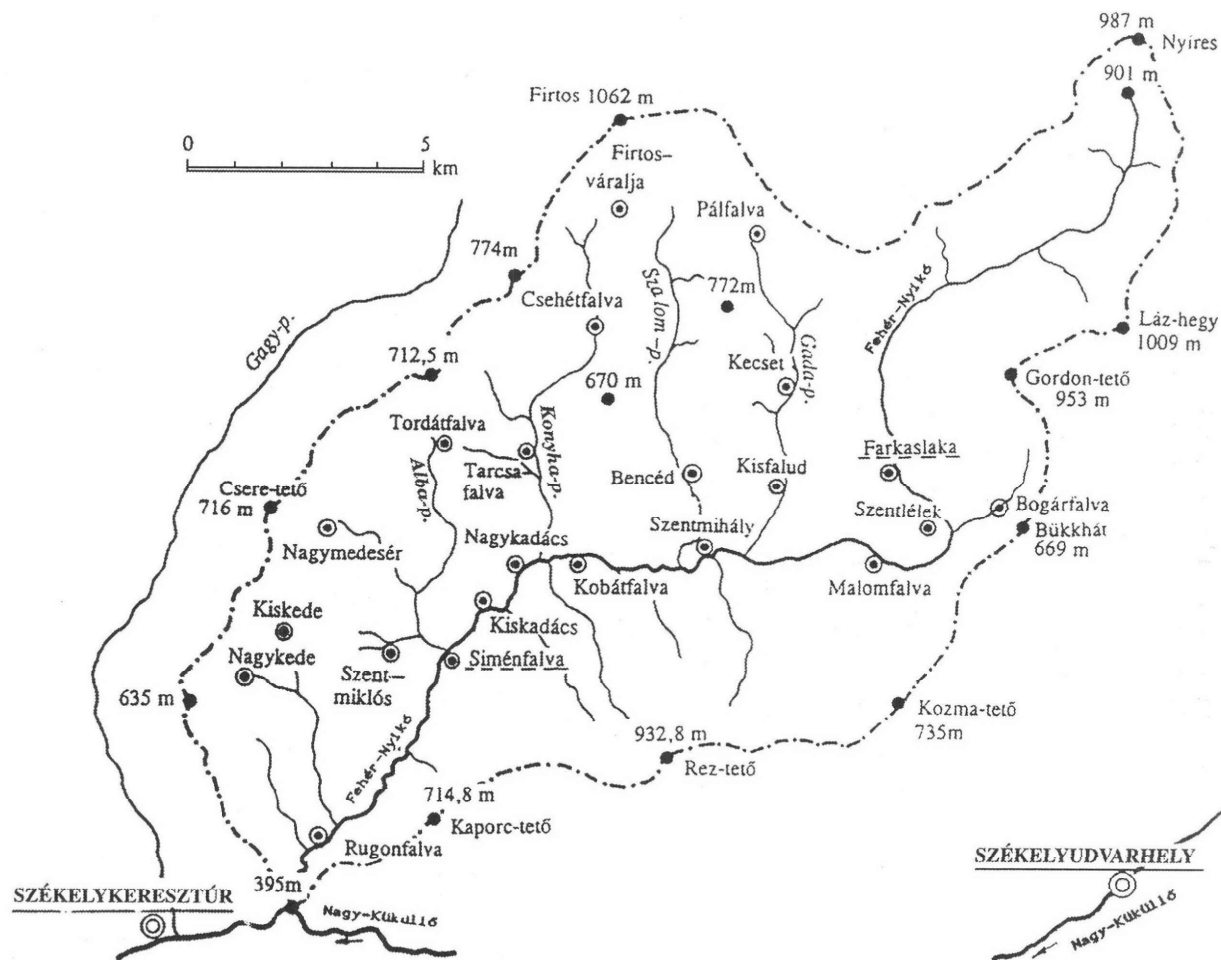 987 m
Nyíres
901 m
Firtos 1062 m
0 5
km
Firtos-
váralja
Pálfalva
774m
Szalom-p.
772m
Fehér-Nyikó
Csehétfalva
Gagy-p.
Láz-hegy
1009 m
712,5 m
Gada-p.
Kecset
Gordon-tető
953 m
670 m
Tordátfalva
Konyha-p.
Tarcsa-
falva
Alba-p.
Farkaslaka
Bencéd
Kisfalud
Csere-tető
716 m
Bogárfalva
Szentlélek
Szentmihály
Bükkhát
669 m
Nagymedesér
Nagykadács
Kobátfalva
Malomfalva
Kiskede
Kiskadács
Nagykede
Szent-
miklós
Siménfalva
635 m
Kozma-tető
735m
932,8 m
Rez-tető
Fehér-Nyikó
714,8 m
Kaporc-tető
Rugonfalva
SZÉKELYUDVARHELY
395m
SZÉKELYKERESZTÚR
Nagy-Küküllő
Nagy-Küküllő